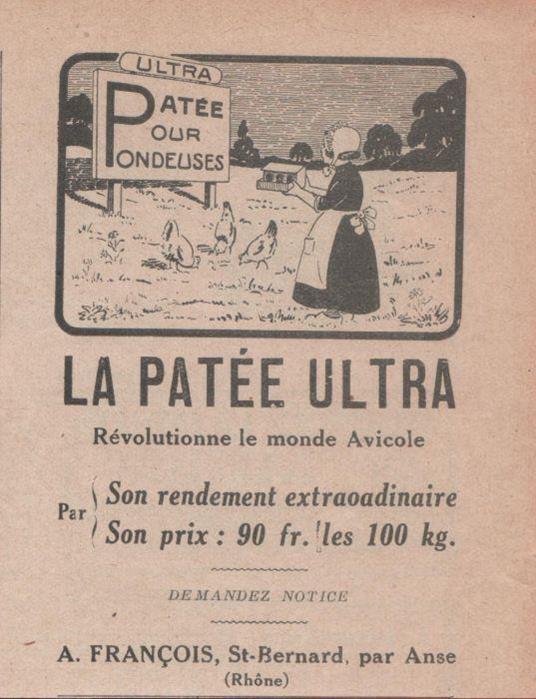 ULTRA
PATÉE
POUR
PONDEUSES
LA PATÉE ULTRA
Révolutionne le monde Avicole
Par { Son rendement extraoadinaire
Son prix : 90 fr. les 100 kg.
DEMANDEZ NOTICE
A. FRANÇOIS, St-Bernard, par Anse
(Rhône)